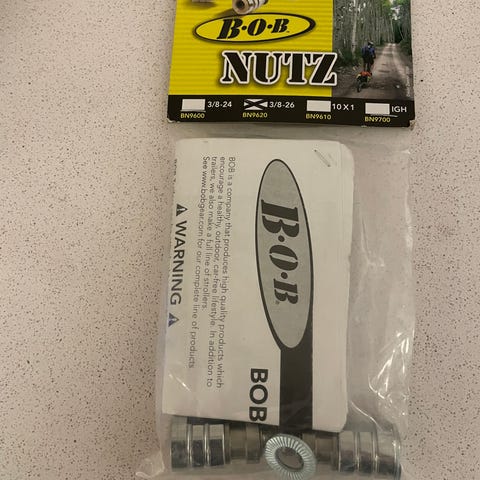 B·O·B
NUTZ
3/8-24
3/8-26
10 X 1
IGH
BN9600
BN9620
BN9610
BN9700
BOB is a company that produces high quality products which
encourage a healthy, outdoor, car-free lifestyle. In addition to
trailers, we also make a full line of strollers.
See www.bobgear.com for our complete line of products
WARNING
B·O·B
BOB